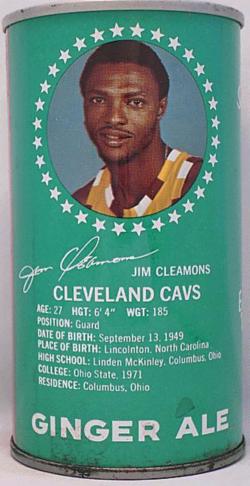 Jim Cleamons
JIM CLEAMONS
CLEVELAND CAVS
AGE: 27 HGT: 6' 4" WGT: 185
POSITION: Guard
DATE OF BIRTH: September 13, 1949
PLACE OF BIRTH: Lincolnton, North Carolina
HIGH SCHOOL: Linden McKinley, Columbus, Ohio
COLLEGE: Ohio State, 1971
RESIDENCE: Columbus, Ohio
GINGER ALE